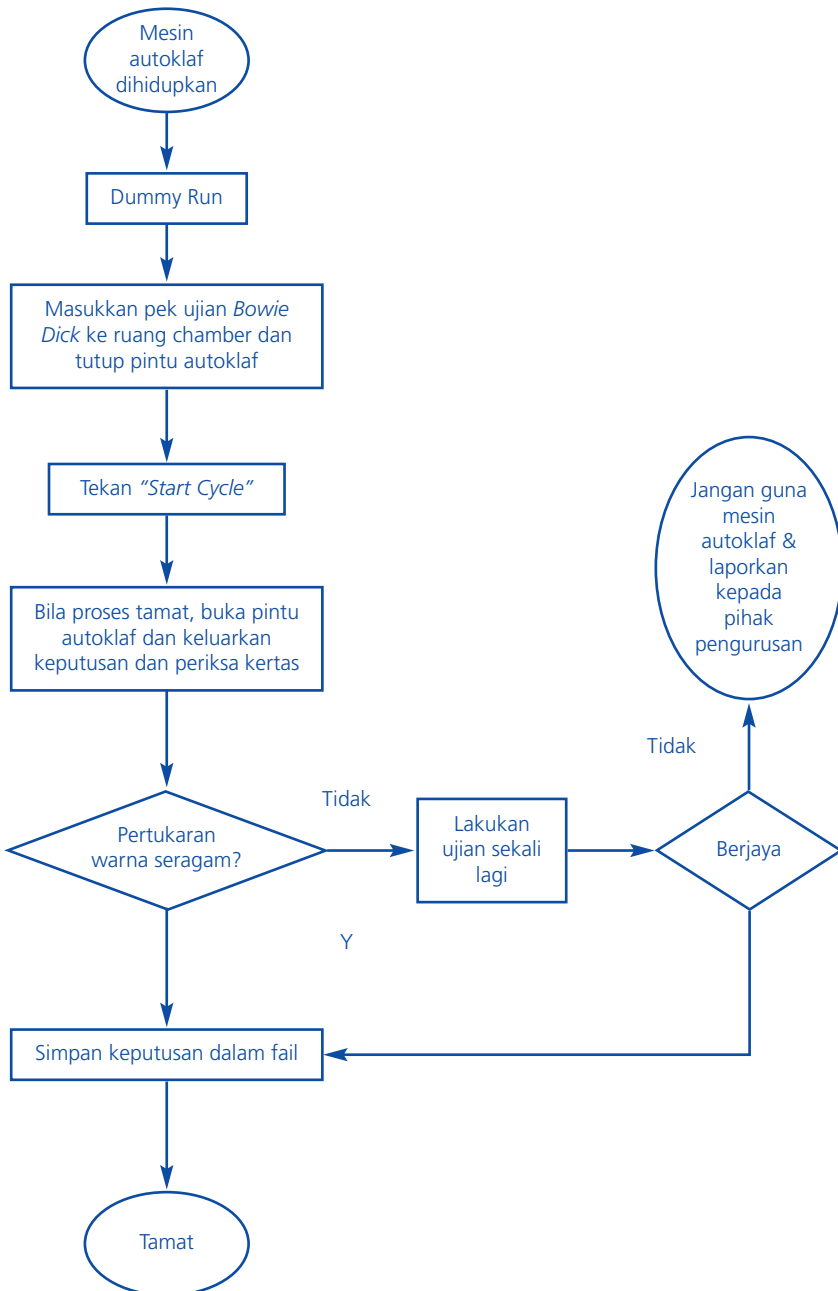 Mesin
autoklaf
dihidupkan
Dummy Run
Masukkan pek ujian Bowie
Dick ke ruang chamber dan
tutup pintu autoklaf
Tekan “Start Cycle”
Bila proses tamat, buka pintu
autoklaf dan keluarkan
keputusan dan periksa kertas
Pertukaran
warna seragam?
Tidak
Lakukan
ujian sekali
lagi
Berjaya
Tidak
Jangan guna
mesin
autoklaf &
laporkan
kepada
pihak
pengurusan
Y
Simpan keputusan dalam fail
Tamat